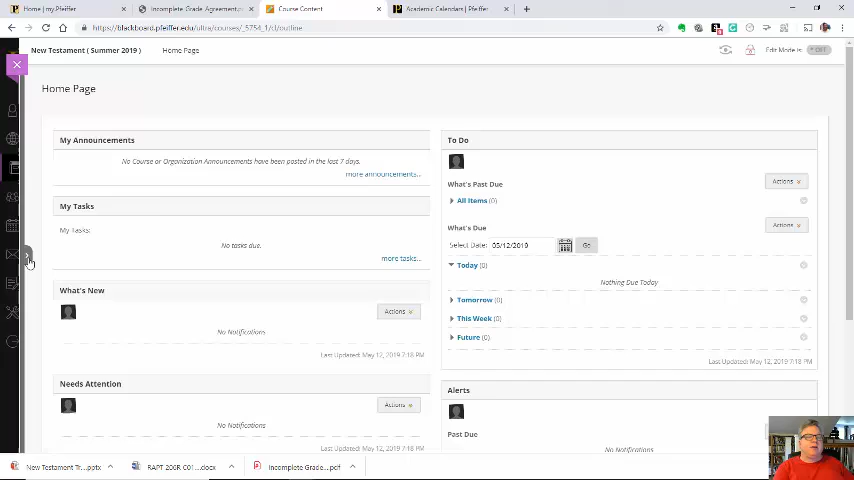 Home | my.Pfeiffer
Incomplete_Grade_Agreement
Course Content
Academic Calendars | Pfeiffer
https://blackboard.pfeiffer.edu/ultra/courses/_5754_1/cl/outline
New Testament ( Summer 2019 )
Home Page
Edit Mode is:
OFF
Home Page
My Announcements
No Course or Organization Announcements have been posted in the last 7 days.
more announcements...
My Tasks
My Tasks:
No tasks due.
more tasks...
What's New
Actions
No Notifications
Last Updated: May 12, 2019 7:18 PM
Needs Attention
Actions
No Notifications
Last Updated: May 12, 2019 7:18 PM
To Do
What's Past Due
Actions
All Items (0)
What's Due
Actions
Select Date: 05/12/2019
Go
Today (0)
Nothing Due Today
Tomorrow (0)
This Week (0)
Future (0)
Last Updated: May 12, 2019 7:18 PM
Alerts
Past Due
No Notifications
New Testament Tr....pptx
RAPT 206R C01....docx
Incomplete Grade....pdf